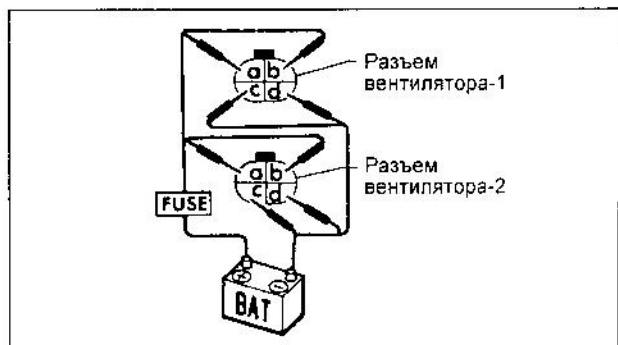 a b
c d
Разъем
вентилятора-1
a b
c d
Разъем
вентилятора-2
FUSE
+ -
BAT